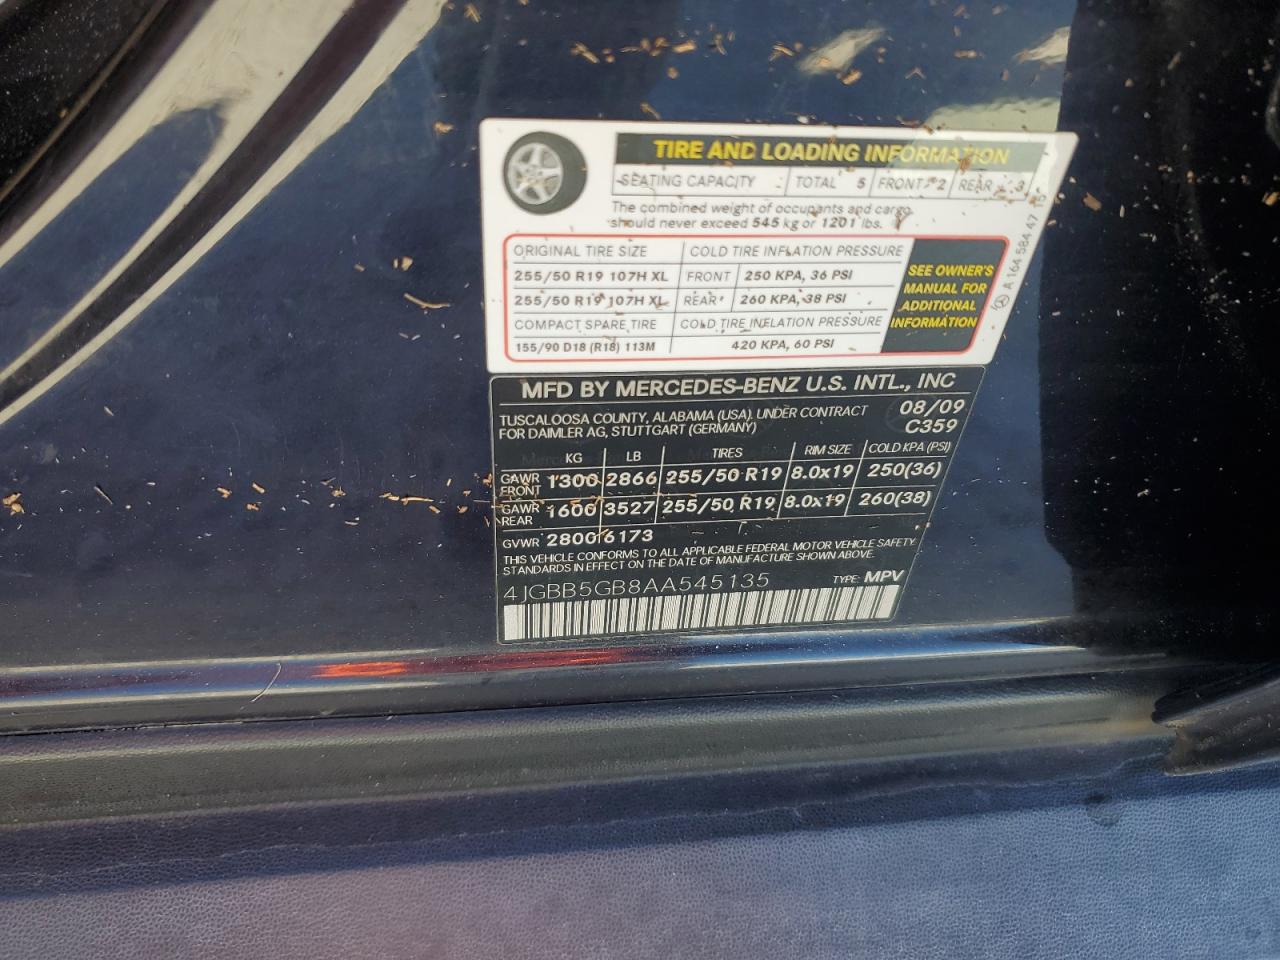 TIRE AND LOADING INFORMATION
SEATING CAPACITY TOTAL 5 FRONT 2 REAR 3
The combined weight of occupants and cargo
should never exceed 545 kg or 1201 lbs.
ORIGINAL TIRE SIZE COLD TIRE INFLATION PRESSURE
255/50 R19 107H XL FRONT 250 KPA, 36 PSI
255/50 R19 107H XL REAR 260 KPA, 38 PSI
COMPACT SPARE TIRE COLD TIRE INFLATION PRESSURE
155/90 D18 (R18) 113M 420 KPA, 60 PSI
SEE OWNER'S
MANUAL FOR
ADDITIONAL
INFORMATION
A 164 584 47 15
MFD BY MERCEDES-BENZ U.S. INTL., INC
TUSCALOOSA COUNTY, ALABAMA (USA), UNDER CONTRACT 08/09
FOR DAIMLER AG, STUTTGART (GERMANY) C359
KG LB TIRES RIM SIZE COLD KPA (PSI)
GAWR FRONT 1300 2866 255/50 R19 8.0x19 250(36)
GAWR REAR 1600 3527 255/50 R19 8.0x19 260(38)
GVWR 2800 6173
THIS VEHICLE CONFORMS TO ALL APPLICABLE FEDERAL MOTOR VEHICLE SAFETY
STANDARDS IN EFFECT ON THE DATE OF MANUFACTURE SHOWN ABOVE.
4JGBB5GB8AA545135 TYPE: MPV